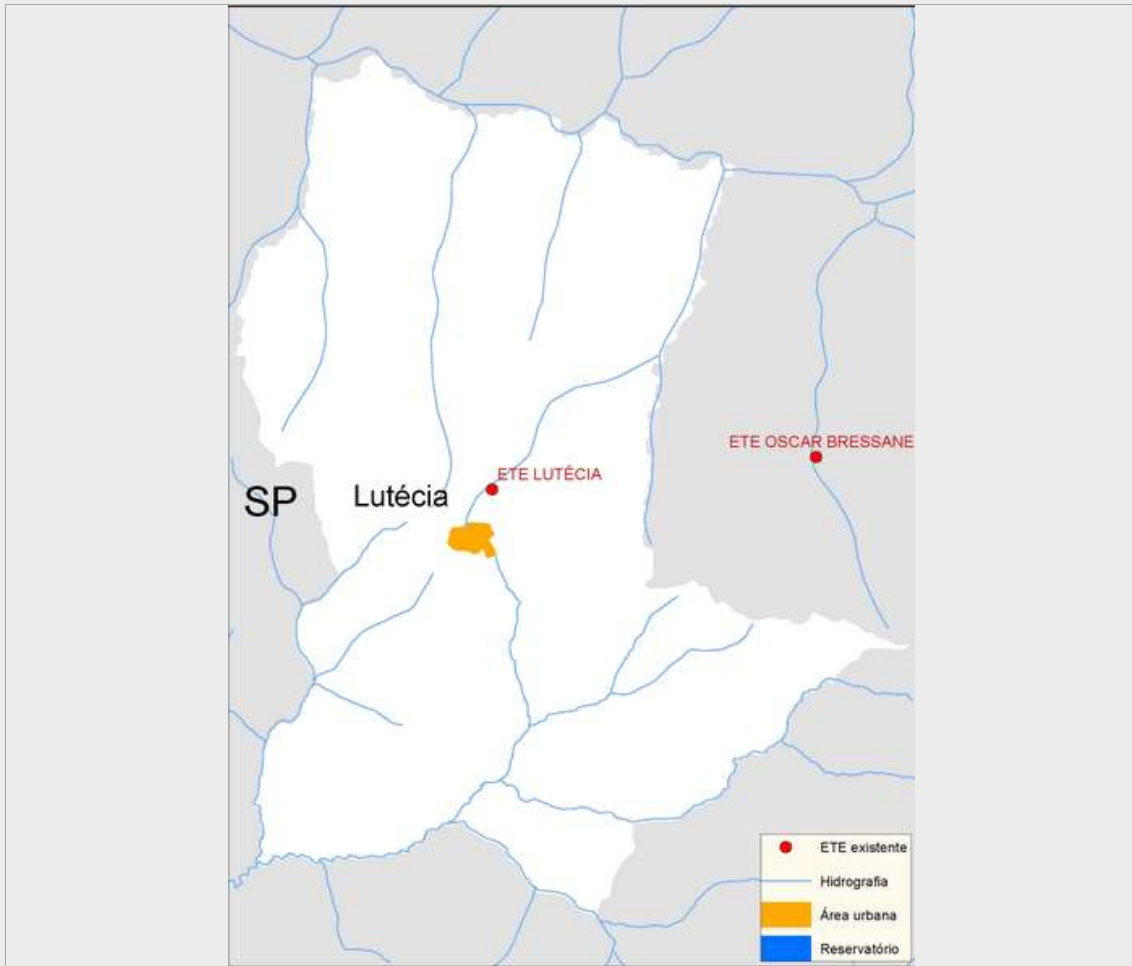 ETE OSCAR BRESSANE
ETE LUTÉCIA
SP
Lutécia
ETE existente
Hidrografia
Área urbana
Reservatório